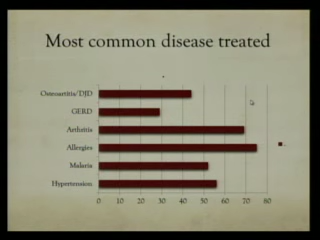 Most common disease treated
Osteoartitis/DJD
GERD
Arthritis
Allergies
Malaria
Hypertension
0 10 20 30 40 50 60 70 80